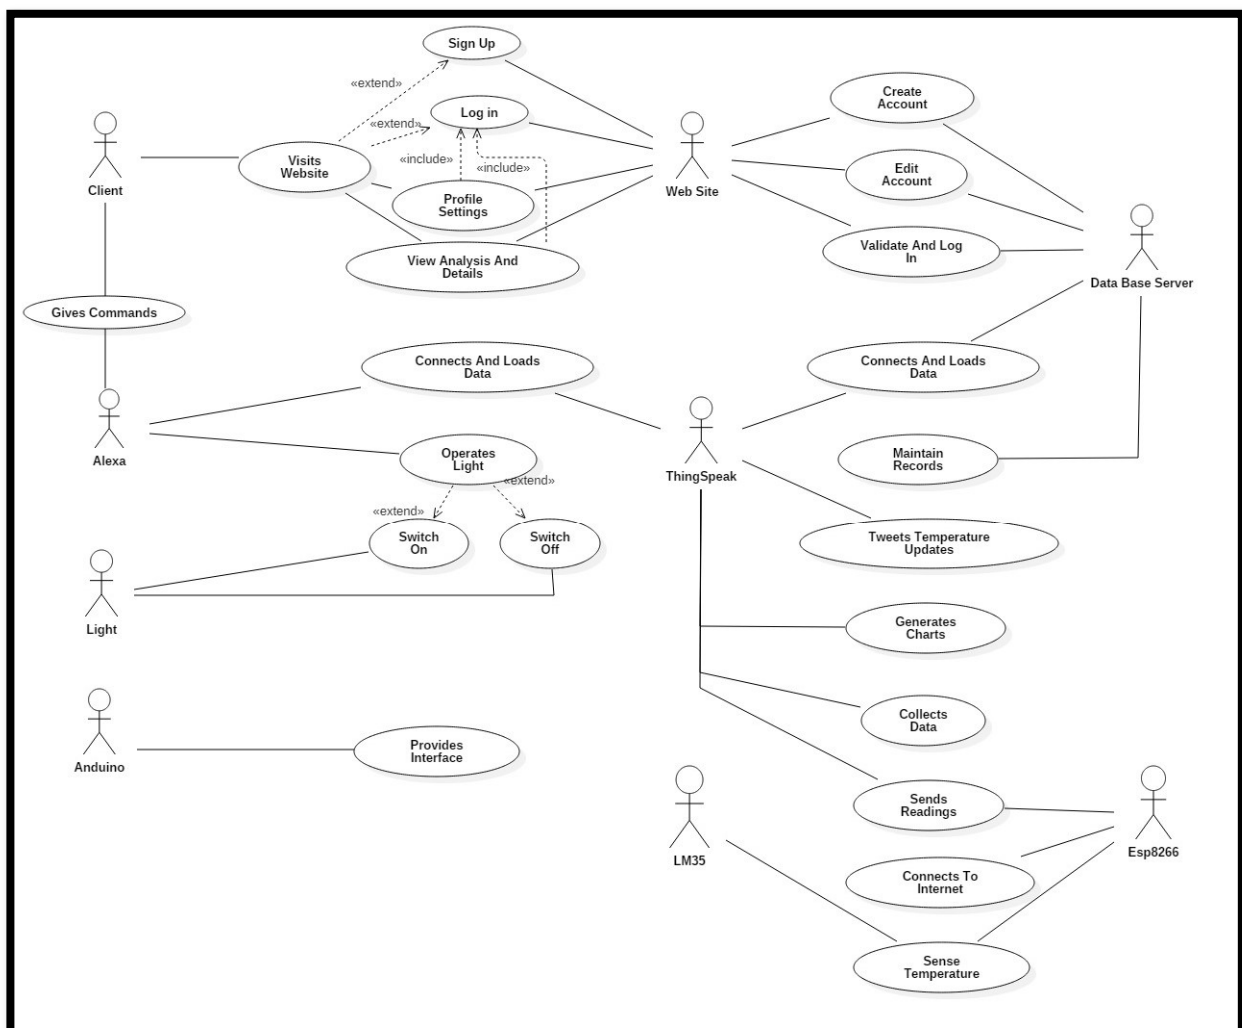 Sign Up
«extend»
Create
Account
Log in
«extend»
«include»
«include»
Visits
Website
Client
Profile
Settings
Web Site
Edit
Account
View Analysis And
Details
Validate And Log
In
Data Base Server
Gives Commands
Connects And Loads
Data
Connects And Loads
Data
Alexa
Operates
Light
«extend»
«extend»
ThingSpeak
Maintain
Records
Switch
On
Switch
Off
Tweets Temperature
Updates
Light
Generates
Charts
Collects
Data
Anduino
Provides
Interface
Sends
Readings
LM35
Esp8266
Connects To
Internet
Sense
Temperature